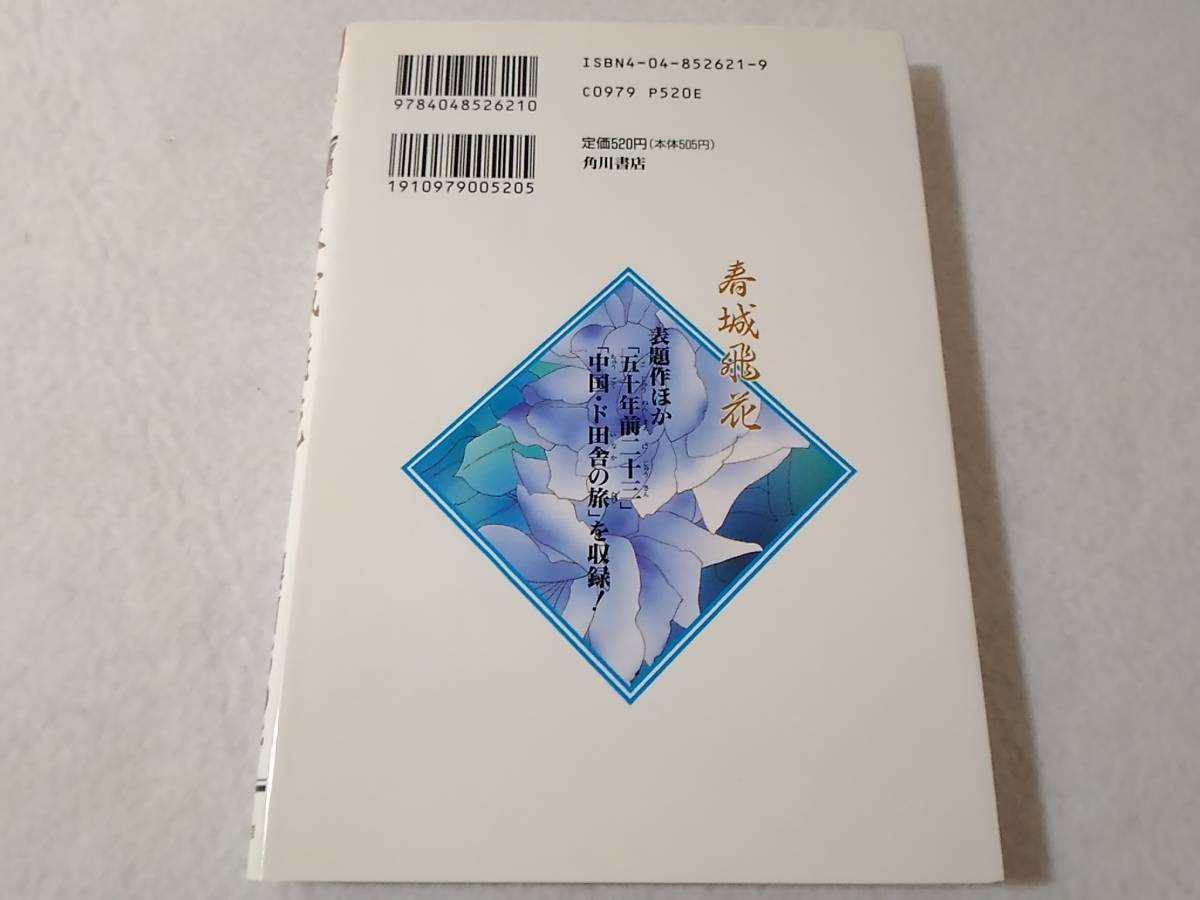 ISBN4-04-852621-9
C0979 P520E
9784048526210
定価520円(本体505円)
角川書店
1910979005205
春城飛花
表題作ほか
「五十年前二十三」
「中国・ド田舎の旅」を収録!